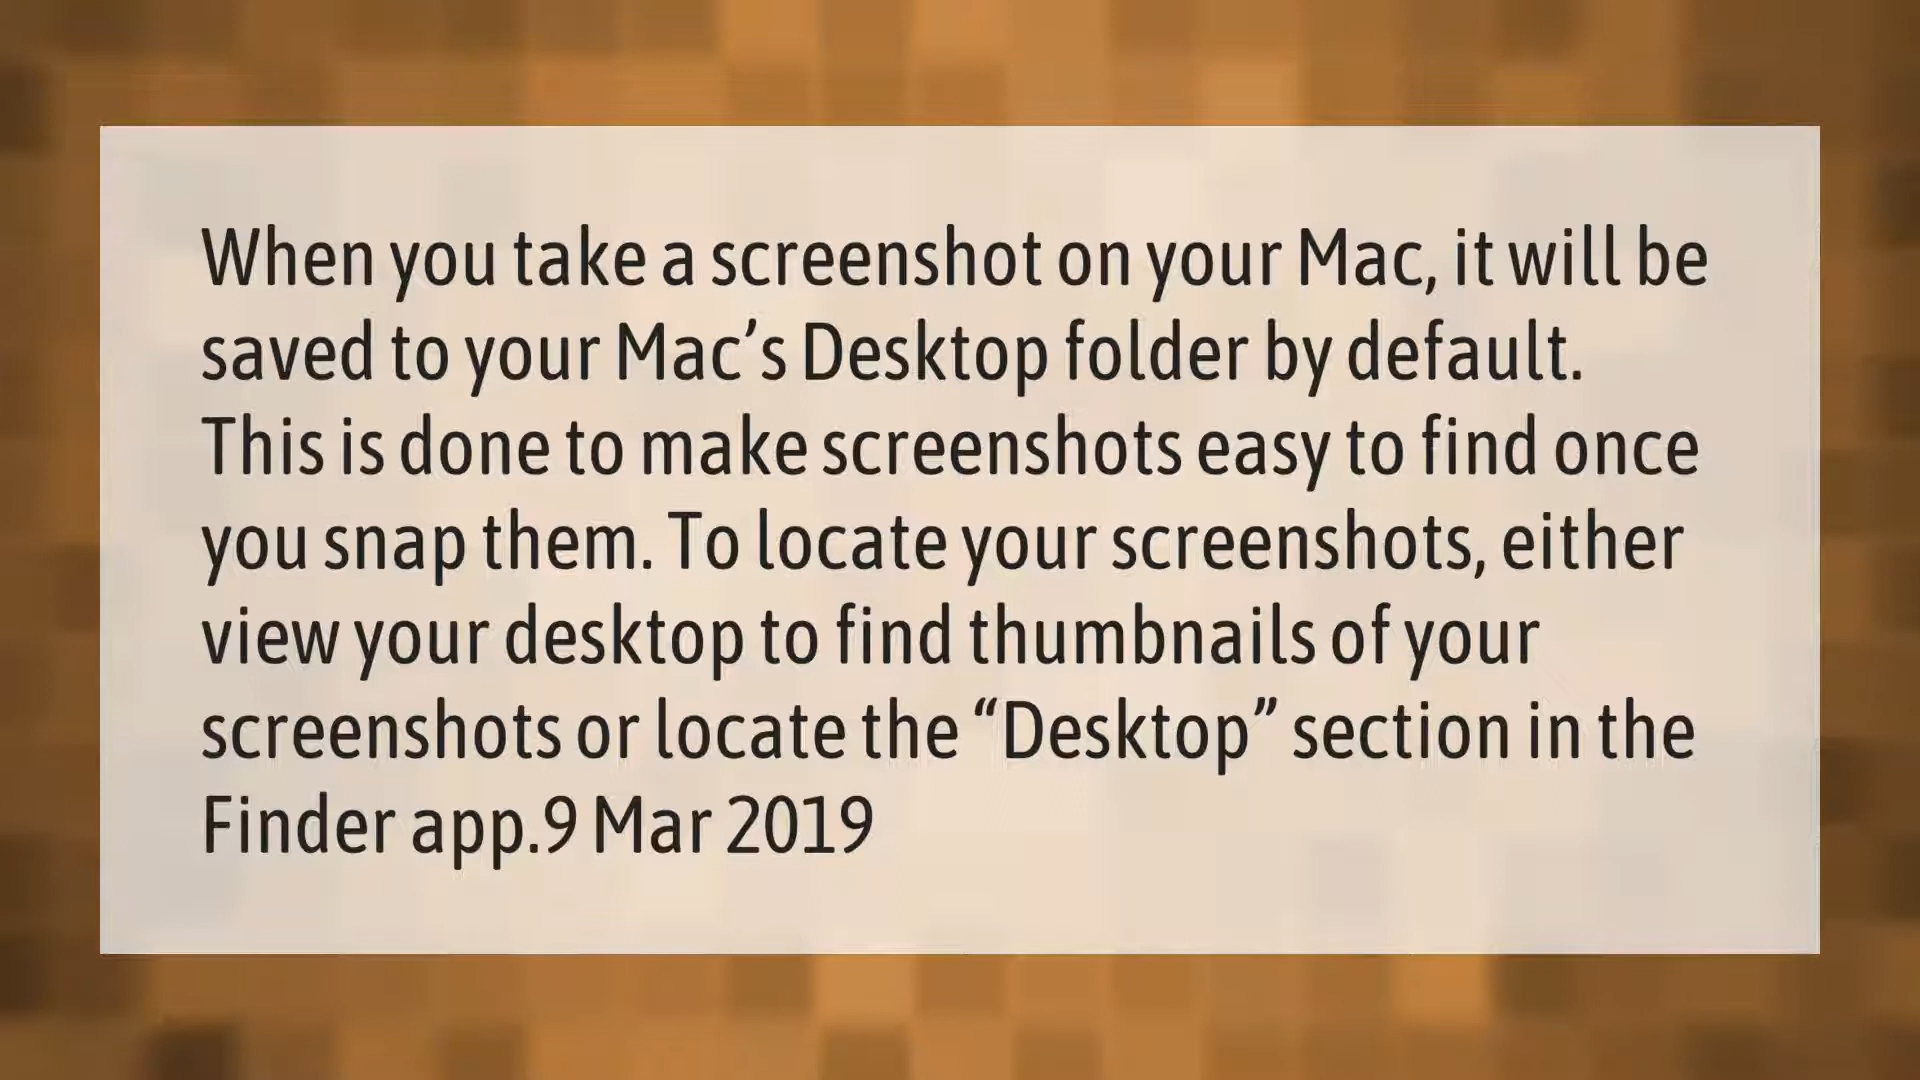 When you take a screenshot on your Mac, it will be
saved to your Mac’s Desktop folder by default.
This is done to make screenshots easy to find once
you snap them. To locate your screenshots, either
view your desktop to find thumbnails of your
screenshots or locate the “Desktop” section in the
Finder app.9 Mar 2019